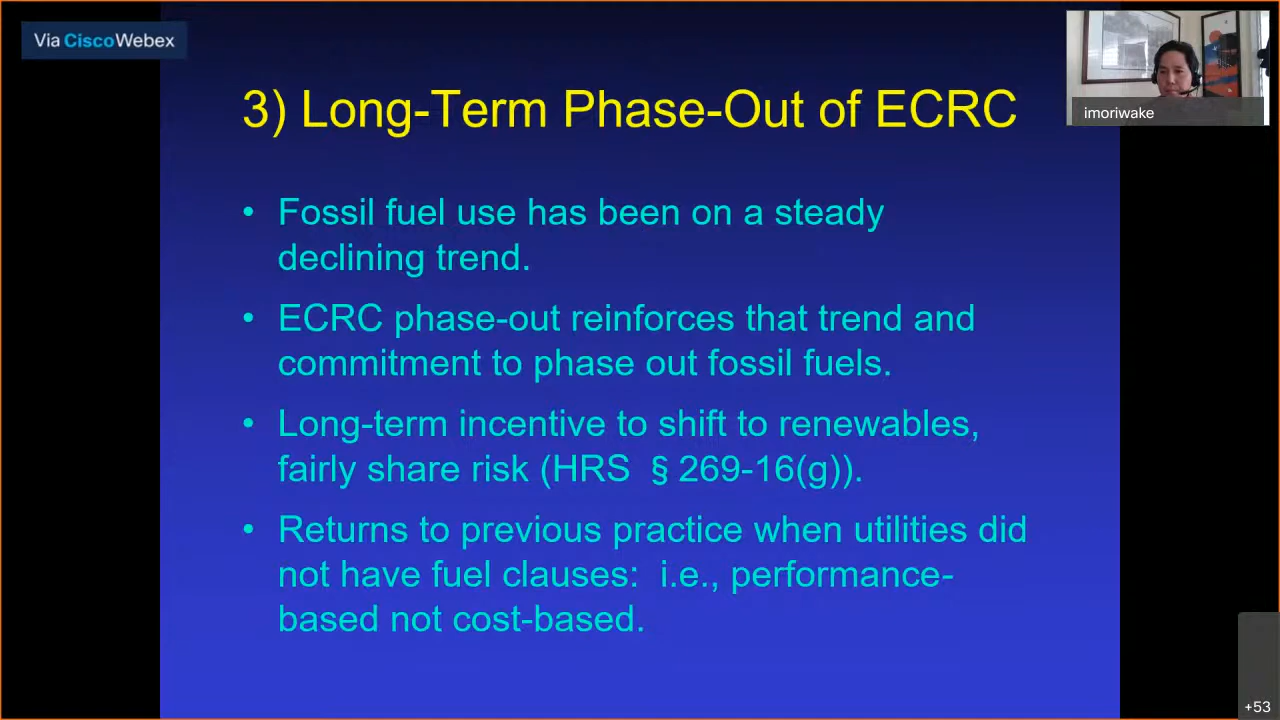 Via CiscoWebex
imoriwake
3) Long-Term Phase-Out of ECRC
• Fossil fuel use has been on a steady
declining trend.
• ECRC phase-out reinforces that trend and
commitment to phase out fossil fuels.
• Long-term incentive to shift to renewables,
fairly share risk (HRS § 269-16(g)).
• Returns to previous practice when utilities did
not have fuel clauses: i.e., performance-
based not cost-based.
+53